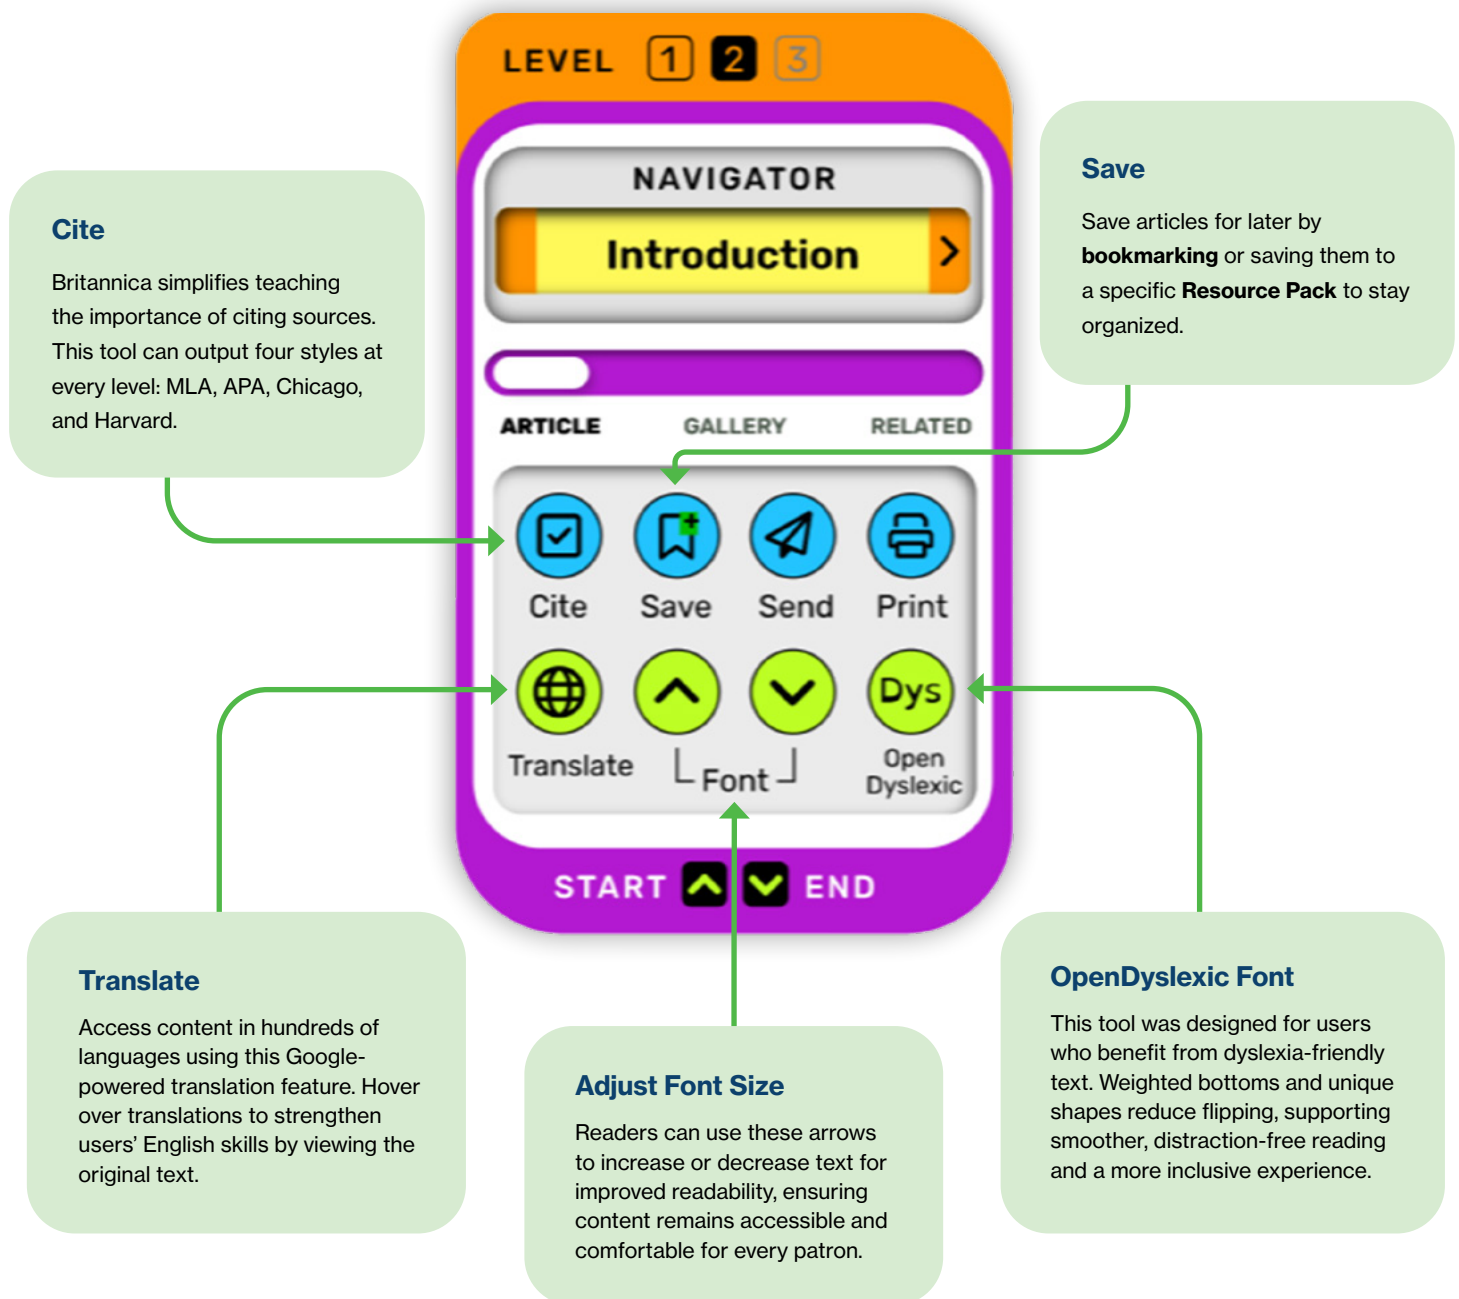 LEVEL 1 2 3
NAVIGATOR
Introduction
ARTICLE GALLERY RELATED
Cite Save Send Print
Dys
Translate Font Open
Dyslexic
START END
Cite
Britannica simplifies teaching
the importance of citing sources.
This tool can output four styles at
every level: MLA, APA, Chicago,
and Harvard.
Save
Save articles for later by
bookmarking or saving them to
a specific Resource Pack to stay
organized.
Translate
Access content in hundreds of
languages using this Google-
powered translation feature. Hover
over translations to strengthen
users’ English skills by viewing the
original text.
Adjust Font Size
Readers can use these arrows
to increase or decrease text for
improved readability, ensuring
content remains accessible and
comfortable for every patron.
OpenDyslexic Font
This tool was designed for users
who benefit from dyslexia-friendly
text. Weighted bottoms and unique
shapes reduce flipping, supporting
smoother, distraction-free reading
and a more inclusive experience.